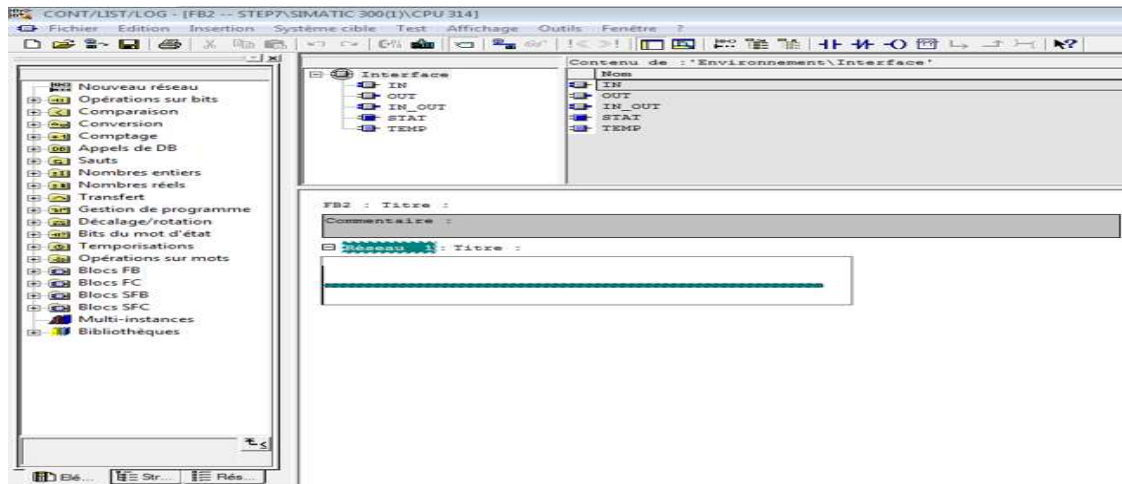 CONT/LIST/LOG - [FB2 -- STEP7\SIMATIC 300(1)\CPU 314]
Fichier Edition Insertion Système cible Test Affichage Outils Fenêtre ?
Nouveau réseau
Opérations sur bits
Comparaison
Conversion
Comptage
Appels de DB
Sauts
Nombres entiers
Nombres réels
Transfert
Gestion de programme
Décalage/rotation
Bits du mot d'état
Temporisations
Opérations sur mots
Blocs FB
Blocs FC
Blocs SFB
Blocs SFC
Multi-instances
Bibliothèques
Elé... Str... Rés...
Interface
IN
OUT
IN_OUT
STAT
TEMP
Contenu de :'Environnement\Interface'
Nom
IN
OUT
IN_OUT
STAT
TEMP
FB2 : Titre :
Commentaire :
Réseau 1 : Titre :